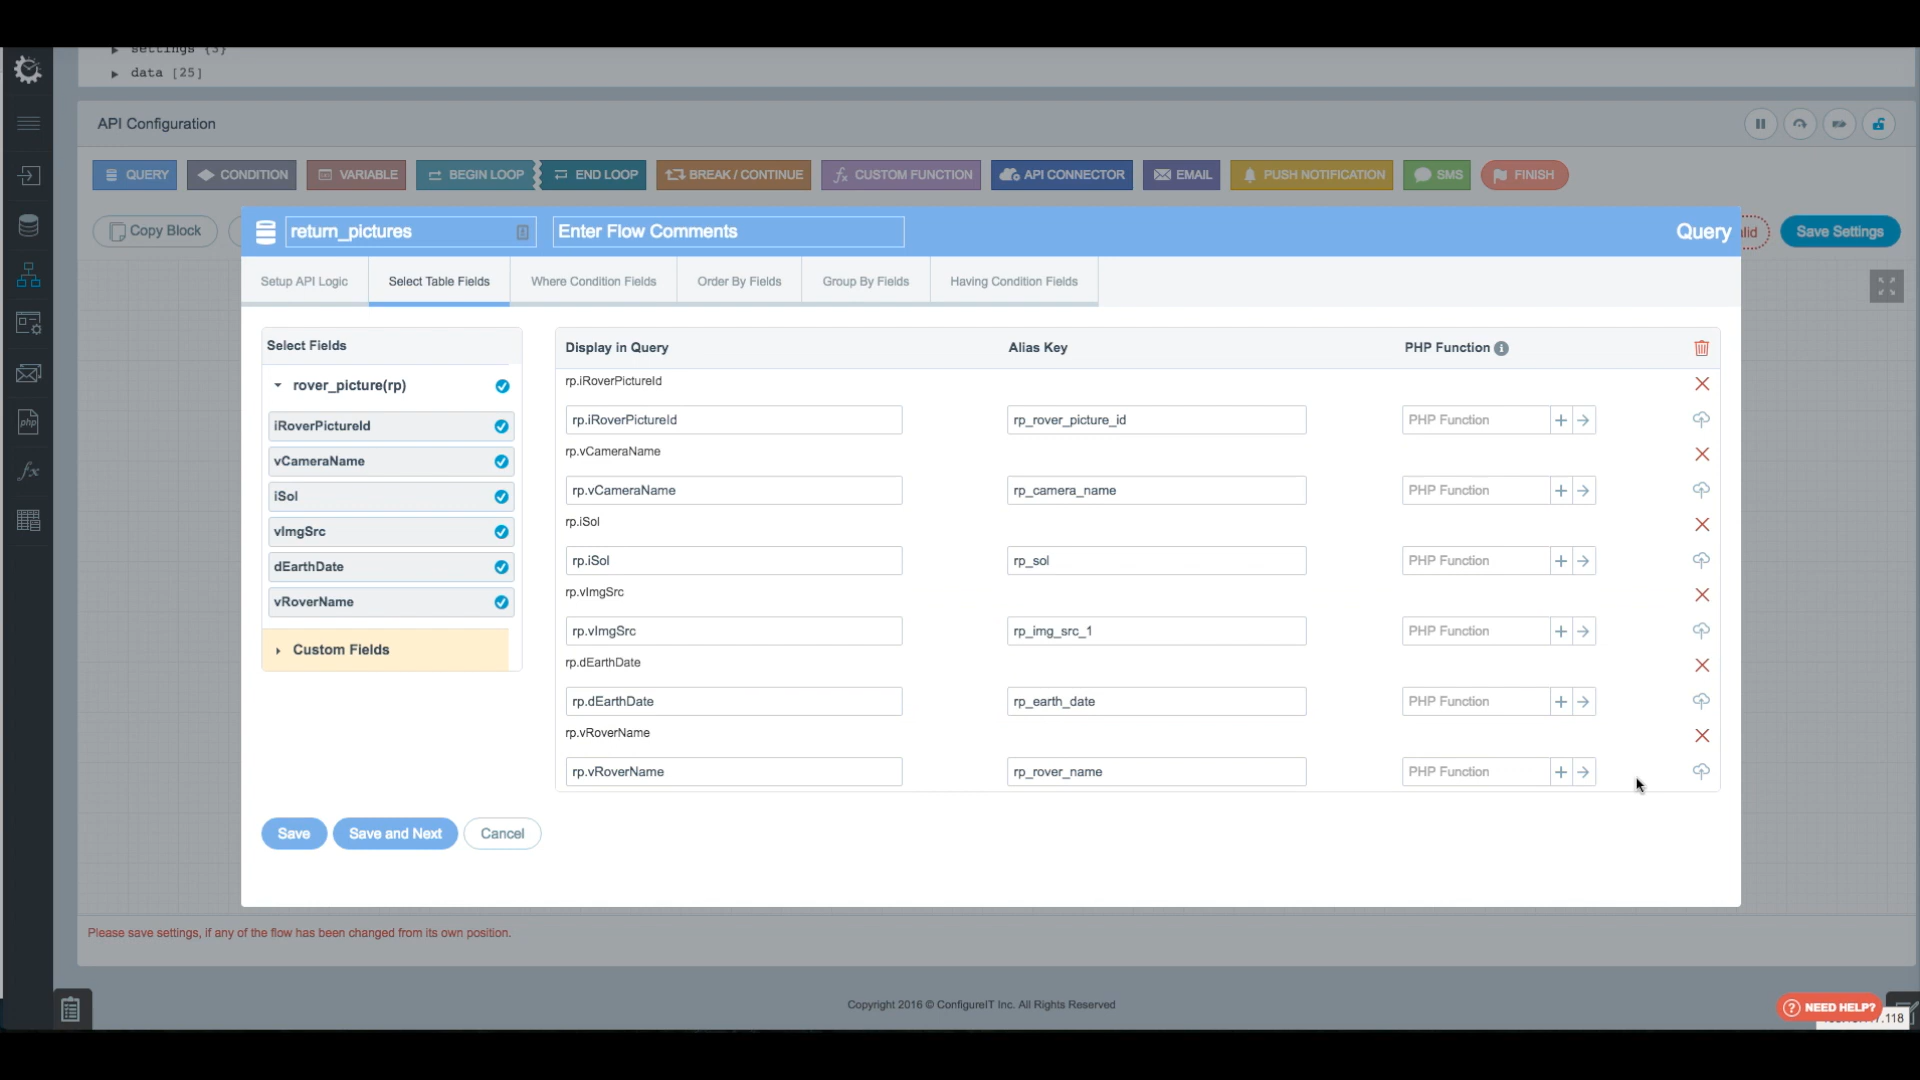 settings {3}
data [25]
API Configuration
QUERY CONDITION VARIABLE BEGIN LOOP END LOOP BREAK / CONTINUE CUSTOM FUNCTION API CONNECTOR EMAIL PUSH NOTIFICATION SMS FINISH
Copy Block
return_pictures Enter Flow Comments Query
lid
Save Settings
Setup API Logic Select Table Fields Where Condition Fields Order By Fields Group By Fields Having Condition Fields
Select Fields
rover_picture(rp)
iRoverPictureId
vCameraName
iSol
vImgSrc
dEarthDate
vRoverName
Custom Fields
Display in Query Alias Key PHP Function
rp.iRoverPictureId
rp.iRoverPictureId rp_rover_picture_id PHP Function
rp.vCameraName
rp.vCameraName rp_camera_name PHP Function
rp.iSol
rp.iSol rp_sol PHP Function
rp.vImgSrc
rp.vImgSrc rp_img_src_1 PHP Function
rp.dEarthDate
rp.dEarthDate rp_earth_date PHP Function
rp.vRoverName
rp.vRoverName rp_rover_name PHP Function
Save Save and Next Cancel
php
fx
Please save settings, if any of the flow has been changed from its own position.
Copyright 2016 © ConfigureIT Inc. All Rights Reserved
NEED HELP?
.118